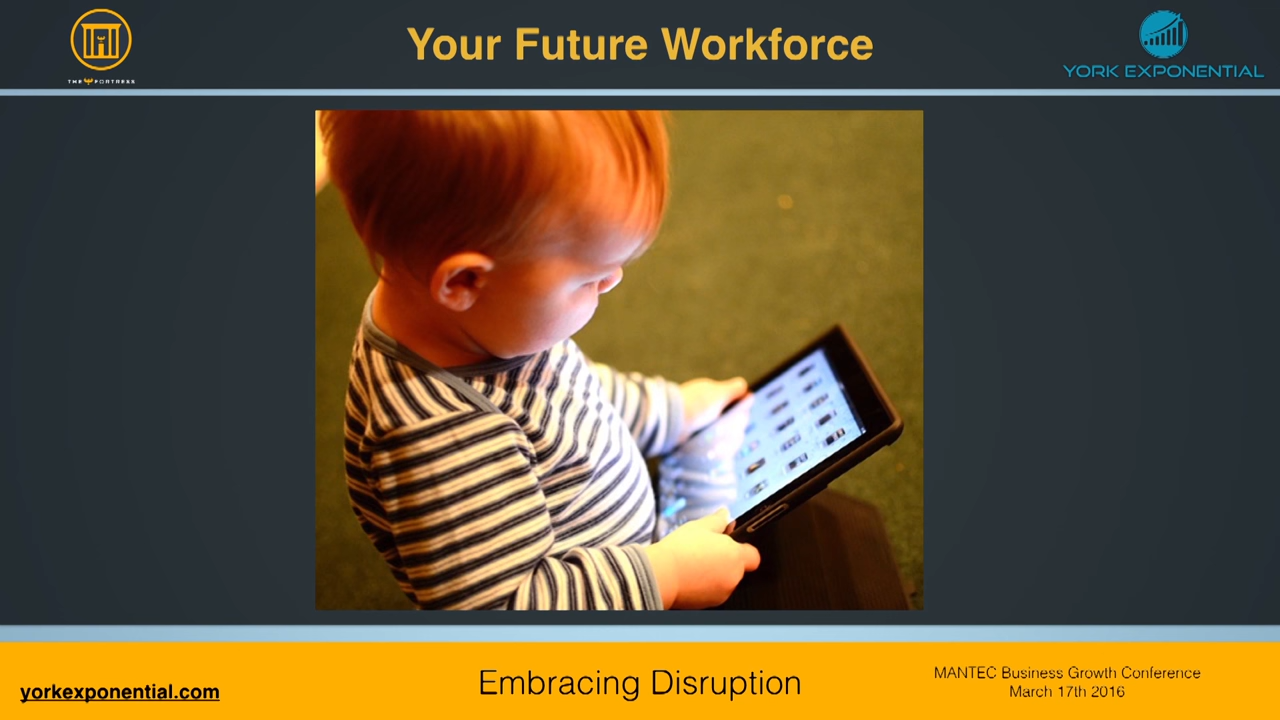 Your Future Workforce
THE FORTRESS
YORK EXPONENTIAL
yorkexponential.com
Embracing Disruption
MANTEC Business Growth Conference
March 17th 2016